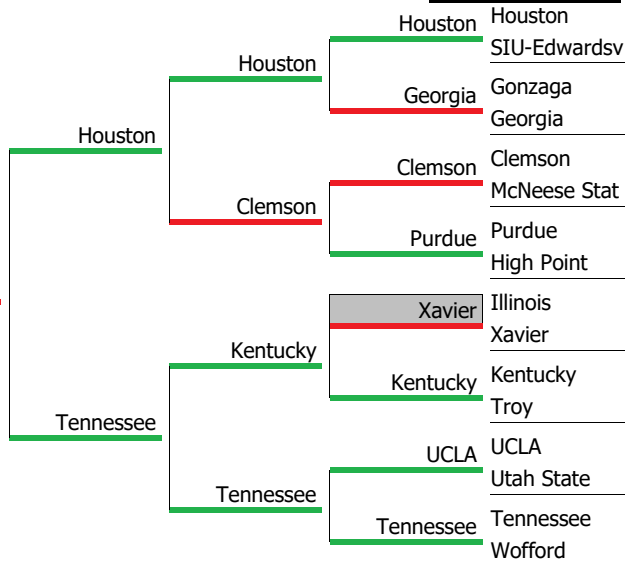 Houston
Houston
SIU-Edwardsv
Houston
Georgia
Gonzaga
Georgia
Houston
Clemson
Clemson
McNeese Stat
Clemson
Purdue
Purdue
High Point
Xavier
Illinois
Xavier
Kentucky
Kentucky
Kentucky
Troy
Tennessee
UCLA
UCLA
Utah State
Tennessee
Tennessee
Tennessee
Wofford